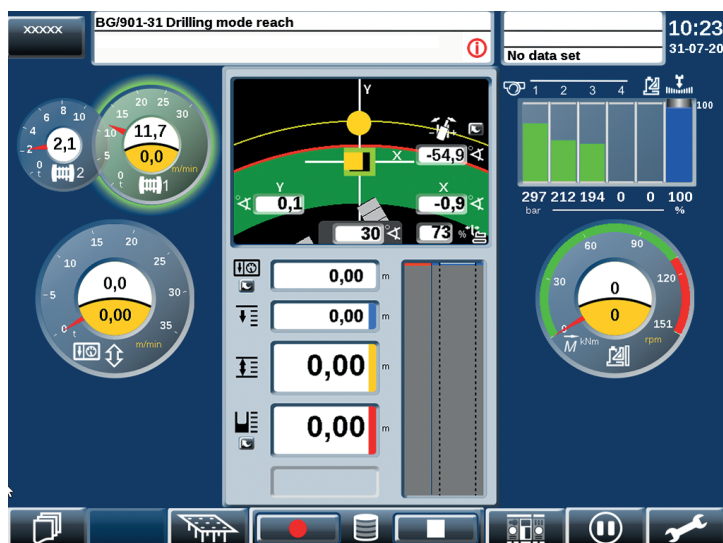 xxxxx
BG/901-31 Drilling mode reach
No data set
10:23
31-07-20
0 2 4 6 8 10
2,1
t
2
0 5 10 15 20 25 30
11,7
0,0
m/min
t
1
Y
X
-54,9
Y
0,1
X
-0,9
30
73 %
1 2 3 4
100
297 212 194 0 0 100
bar %
0 5 10 15 20 25 30 35
0,0
0,00
t
m/min
0,00 m
0,00 m
0,00 m
0,00 m
0 30 60 90 120 151
0
0
M kNm
rpm